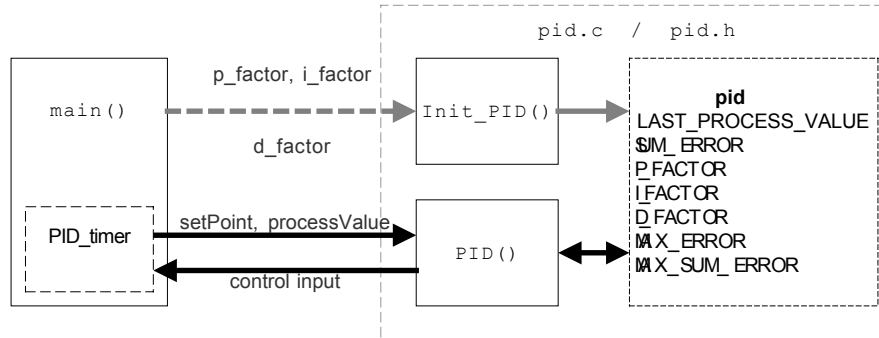 pid.c / pid.h
main()
p_factor, i_factor
d_factor
Init_PID()
pid
LAST_PROCESS_VALUE
SUM_ERROR
P_FACTOR
I_FACTOR
D_FACTOR
MAX_ERROR
MAX_SUM_ERROR
PID_timer
setPoint, processValue
control input
PID()